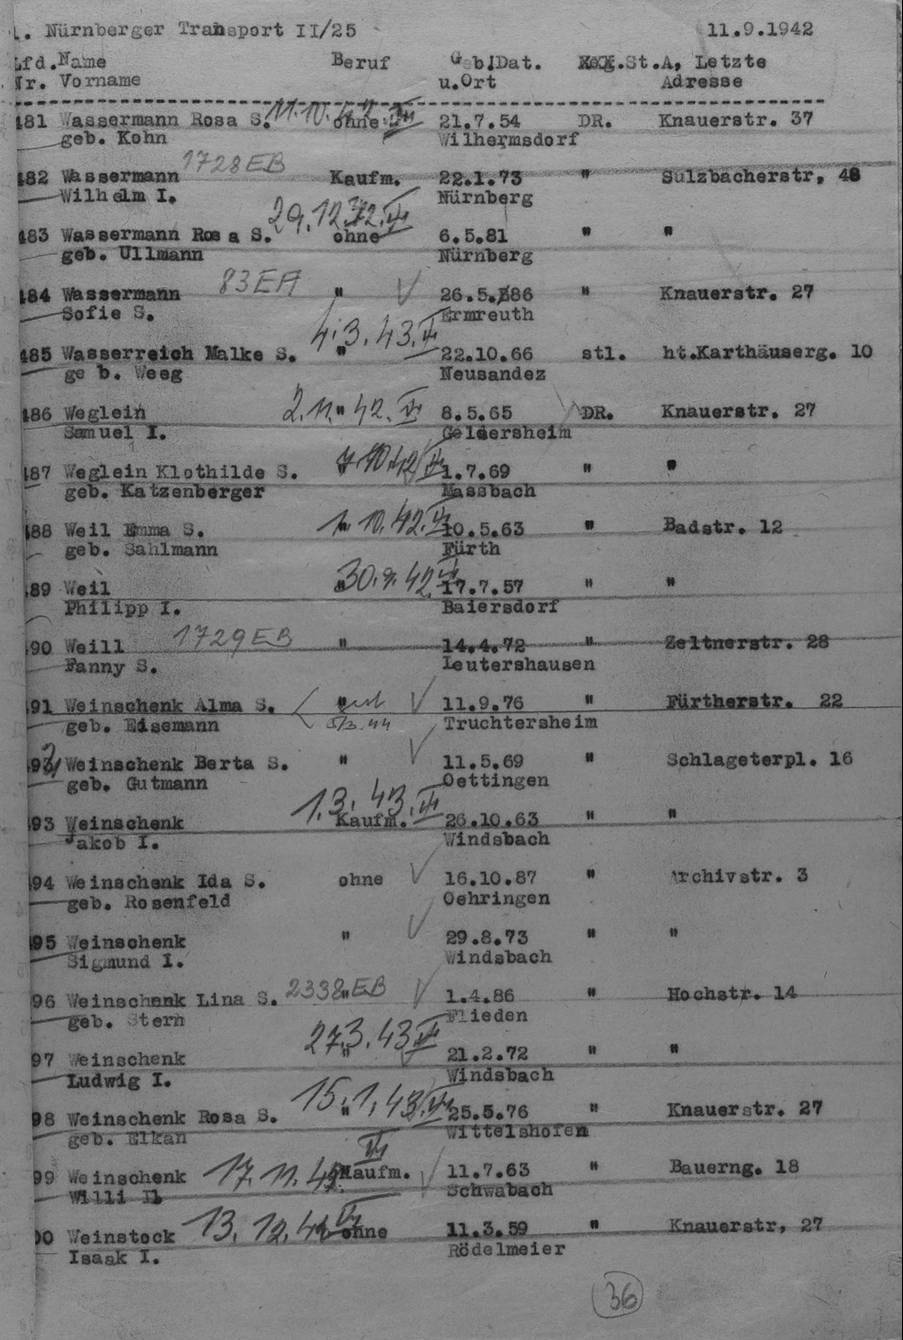 . Nürnberger Transport II/25 11.9.1942
Lfd. Name Beruf Geb.Dat. St.A, Letzte
Nr. Vorname u.Ort Adresse
481 Wassermann Rosa S. ohne 21.7.54 DR. Knauerstr. 37
geb. Kohn Wilhermsdorf
1728 EB
482 Wassermann Kaufm. 22.1.73 " Sulzbacherstr, 48
Wilhelm I. Nürnberg
29.12.42.
483 Wassermann Rosa S. ohne 6.5.81 " "
geb. Ullmann Nürnberg
83 EA
484 Wassermann " 26.5.86 " Knauerstr. 27
Sofie S. Ermreuth
4.3.43.
485 Wasserreich Malke S. " 22.10.66 stl. ht.Karthäuserg. 10
ge b. Weeg Neusandez
486 Weglein 2.11. " 42. 8.5.65 DR. Knauerstr. 27
Samuel I. Geldersheim
487 Weglein Klothilde S. 1.7.69 " "
geb. Katzenberger Massbach
488 Weil Emma S. 10.42. 10.5.63 " Badstr. 12
geb. Sahlmann Fürth
489 Weil 30.9.42. 17.7.57 " "
Philipp I. Baiersdorf
490 Weill 1729 EB " 14.4.72 " Zeltnerstr. 28
Fanny S. Leutershausen
491 Weinschenk Alma S. " 11.9.76 " Fürtherstr. 22
geb. Eisemann Truchtersheim
492 Weinschenk Berta S. " 11.5.69 " Schlageterpl. 16
geb. Gutmann Oettingen
1.3.43.
493 Weinschenk Kaufm. 26.10.63 " "
Jakob I. Windsbach
494 Weinschenk Ida S. ohne 16.10.87 " Archivstr. 3
geb. Rosenfeld Oehringen
495 Weinschenk " 29.8.73 " "
Sigmund I. Windsbach
496 Weinschenk Lina S. 2338 EB " 1.4.86 " Hochstr. 14
geb. Stern Flieden
27.3.43
497 Weinschenk " 21.2.72 " "
Ludwig I. Windsbach
15.1.43.
498 Weinschenk Rosa S. " 25.5.76 " Knauerstr. 27
geb. Elkan Wittelshofen
499 Weinschenk 17.11.42. Kaufm. 11.7.63 " Bauerng. 18
Willi I. Schwabach
500 Weinstock 13.12.42 ohne 11.3.59 " Knauerstr, 27
Isaak I. Rödelmeier
36